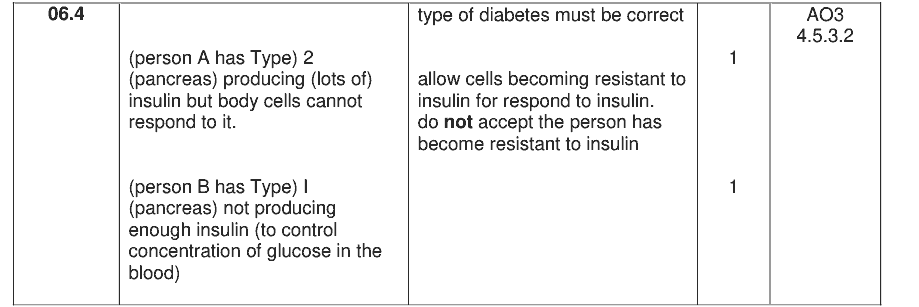 06.4
type of diabetes must be correct
AO3
4.5.3.2
(person A has Type) 2
(pancreas) producing (lots of)
insulin but body cells cannot
respond to it.
allow cells becoming resistant to
insulin for respond to insulin.
do not accept the person has
become resistant to insulin
1
(person B has Type) I
(pancreas) not producing
enough insulin (to control
concentration of glucose in the
blood)
1